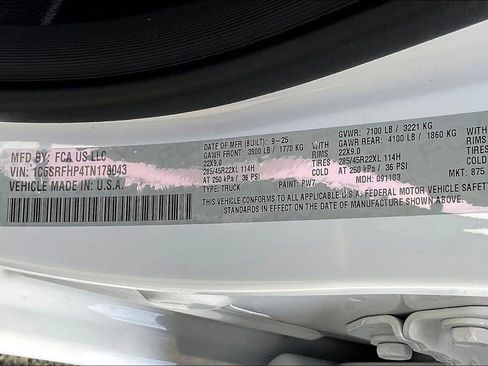 MFD BY: FCA US LLC
VIN: 1C6SRFHP4TN178043
VEHICLE MADE IN: U.S.A.
DATE OF MFR (BUILT): 9-25
GAWR FRONT: 3900 LB / 1770 KG WITH
22X9.0 RIMS
285/45R22XL 114H TIRES
AT 250 kPa / 36 PSI
TYPE: TRUCK PAINT: PW7
GVWR: 7100 LB / 3221 KG
GAWR REAR: 4100 LB / 1860 KG WITH
22X9.0 RIMS
285/45R22XL 114H TIRES
AT 250 kPa / 36 PSI
MDH: 091103 MKT: 875
THIS VEHICLE CONFORMS TO ALL APPLICABLE U.S.A. FEDERAL MOTOR VEHICLE SAFETY
STANDARDS IN EFFECT ON THE DATE OF MANUFACTURE SHOWN ABOVE.